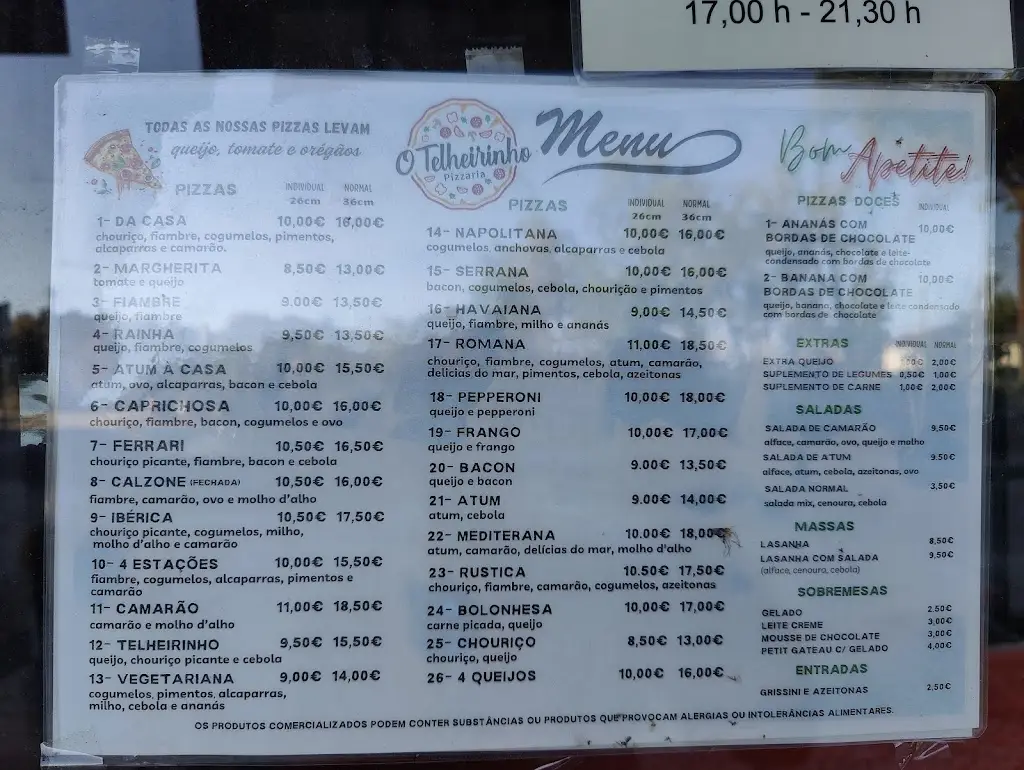 17,00 h - 21,30 h
TODAS AS NOSSAS PIZZAS LEVAM
queijo, tomate e orégãos
O Telheirinho
Pizzaria
Menu
Bom
Apetite!
PIZZAS
INDIVIDUAL NORMAL
26cm 36cm
1- DA CASA 10,00€ 16,00€
chouriço, fiambre, cogumelos, pimentos,
alcaparras e camarão.
2- MARGHERITA 8,50€ 13,00€
tomate e queijo
3- FIAMBRE 9.00€ 13,50€
queijo, fiambre
4- RAINHA 9,50€ 13,50€
queijo, fiambre, cogumelos
5- ATUM À CASA 10,00€ 15,50€
atum, ovo, alcaparras, bacon e cebola
6- CAPRICHOSA 10,00€ 16,00€
chouriço, fiambre, bacon, cogumelos e ovo
7- FERRARI 10,50€ 16,50€
chouriço picante, fiambre, bacon e cebola
8- CALZONE (FECHADA) 10,50€ 16,00€
fiambre, camarão, ovo e molho d'alho
9- IBÉRICA 10,50€ 17,50€
chouriço picante, cogumelos, milho,
molho d'alho e camarão
10- 4 ESTAÇÕES 10,00€ 15,50€
fiambre, cogumelos, alcaparras, pimentos e
camarão
11- CAMARÃO 11,00€ 18,50€
camarão e molho d'alho
12- TELHEIRINHO 9,50€ 15,50€
queijo, chouriço picante e cebola
13- VEGETARIANA 9,00€ 14,00€
cogumelos, pimentos, alcaparras,
milho, cebola e ananás
PIZZAS
INDIVIDUAL NORMAL
26cm 36cm
14- NAPOLITANA 10,00€ 16,00€
cogumelos, anchovas, alcaparras e cebola
15- SERRANA 10,00€ 16,00€
bacon, cogumelos, cebola, chourição e pimentos
16- HAVAIANA 9,00€ 14,50€
queijo, fiambre, milho e ananás
17- ROMANA 11,00€ 18,50€
chouriço, fiambre, cogumelos, atum, camarão,
delicias do mar, pimentos, cebola, azeitonas
18- PEPPERONI 10,00€ 18,00€
queijo e pepperoni
19- FRANGO 10,00€ 17,00€
queijo e frango
20- BACON 9.00€ 13,50€
queijo e bacon
21- ATUM 9.00€ 14,00€
atum, cebola
22- MEDITERANA 10.00€ 18,00
atum, camarão, delícias do mar, molho d'alho
23- RUSTICA 10.50€ 17,50€
chouriço, fiambre, camarão, cogumelos, azeitonas
24- BOLONHESA 10,00€ 17,00€
carne picada, queijo
25- CHOURIÇO 8,50€ 13,00€
chouriço, queijo
26- 4 QUEIJOS 10,00€ 16,00€
PIZZAS DOCES INDIVIDUAL
1- ANANÁS COM 10,00€
BORDAS DE CHOCOLATE
queijo, ananás, chocolate e leite-
condensado com bordas de chocolate
2- BANANA COM 10,00€
BORDAS DE CHOCOLATE
queijo, banana, chocolate e leite condensado
com bordas de chocolate
EXTRAS INDIVIDUAL NORMAL
EXTRA QUEIJO 1,00€ 2,00€
SUPLEMENTO DE LEGUMES 0,50€ 1,00€
SUPLEMENTO DE CARNE 1,00€ 2,00€
SALADAS
SALADA DE CAMARÃO 9,50€
alface, camarão, ovo, queijo e molho
SALADA DE ATUM 9.50€
alface, atum, cebola, azeitonas, ovo
SALADA NORMAL 3,50€
salada mix, cenoura, cebola
MASSAS
LASANHA 8,50€
LASANHA COM SALADA 9,50€
(alface, cenoura, cebola)
SOBREMESAS
GELADO 2.50€
LEITE CREME 3,00€
MOUSSE DE CHOCOLATE 3,00€
PETIT GATEAU C/ GELADO 4,00€
ENTRADAS
GRISSINI E AZEITONAS 2,50€
OS PRODUTOS COMERCIALIZADOS PODEM CONTER SUBSTÂNCIAS OU PRODUTOS QUE PROVOCAM ALERGIAS OU INTOLERÂNCIAS ALIMENTARES.